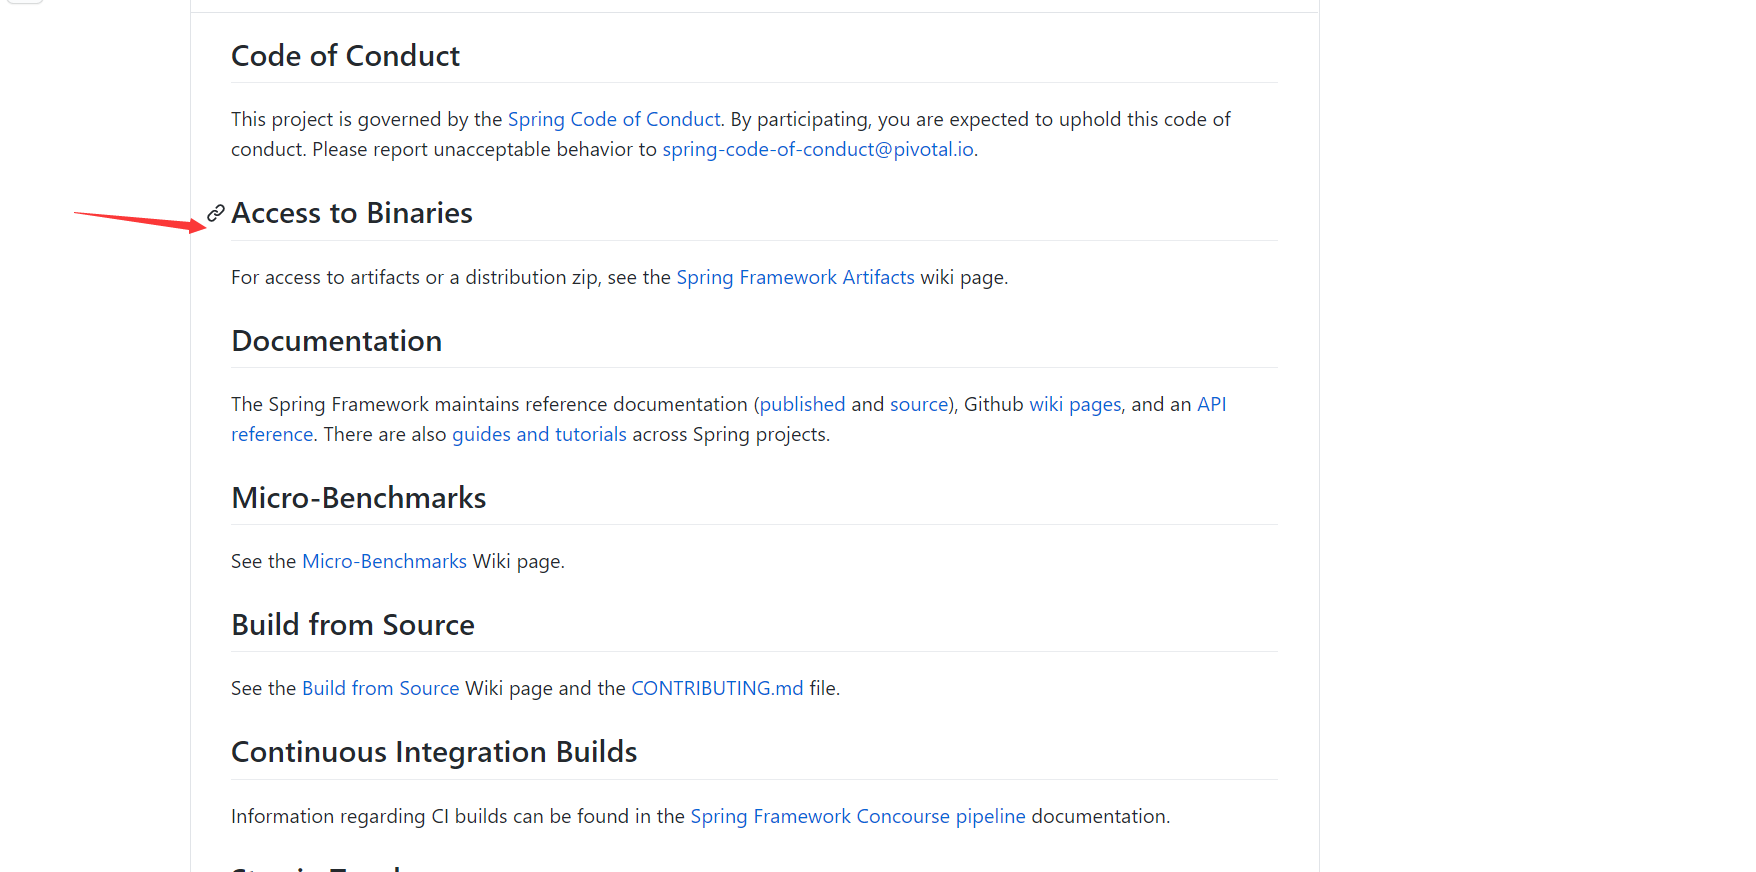 Code of Conduct
This project is governed by the Spring Code of Conduct. By participating, you are expected to uphold this code of
conduct. Please report unacceptable behavior to spring-code-of-conduct@pivotal.io.
Access to Binaries
For access to artifacts or a distribution zip, see the Spring Framework Artifacts wiki page.
Documentation
The Spring Framework maintains reference documentation (published and source), Github wiki pages, and an API
reference. There are also guides and tutorials across Spring projects.
Micro-Benchmarks
See the Micro-Benchmarks Wiki page.
Build from Source
See the Build from Source Wiki page and the CONTRIBUTING.md file.
Continuous Integration Builds
Information regarding CI builds can be found in the Spring Framework Concourse pipeline documentation.